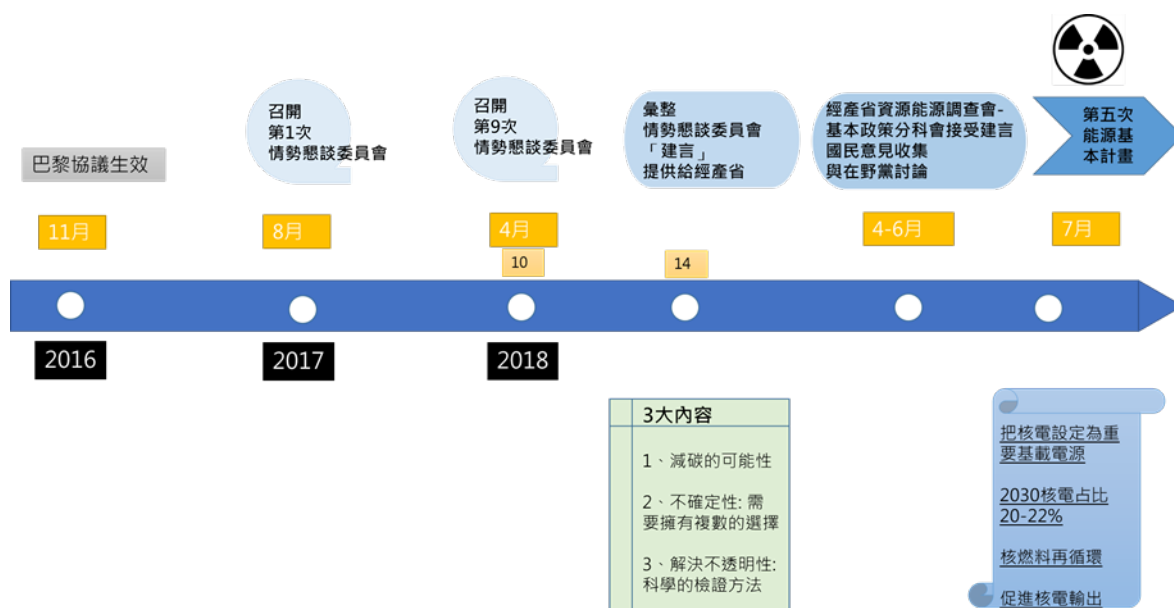 召開
第1次
情勢懇談委員會
召開
第9次
情勢懇談委員會
彙整
情勢懇談委員會
「建言」
提供給經產省
經產省資源能源調查會-
基本政策分科會接受建言
國民意見收集
與在野黨討論
第五次
能源基
本計畫
巴黎協議生效
11月
8月
4月
4-6月
7月
10
14
2016
2017
2018
3大內容
1、減碳的可能性
2、不確定性: 需
要擁有複數的選擇
3、解決不透明性:
科學的檢證方法
把核電設定為重
要基載電源
2030核電占比
20-22%
核燃料再循環
促進核電輸出